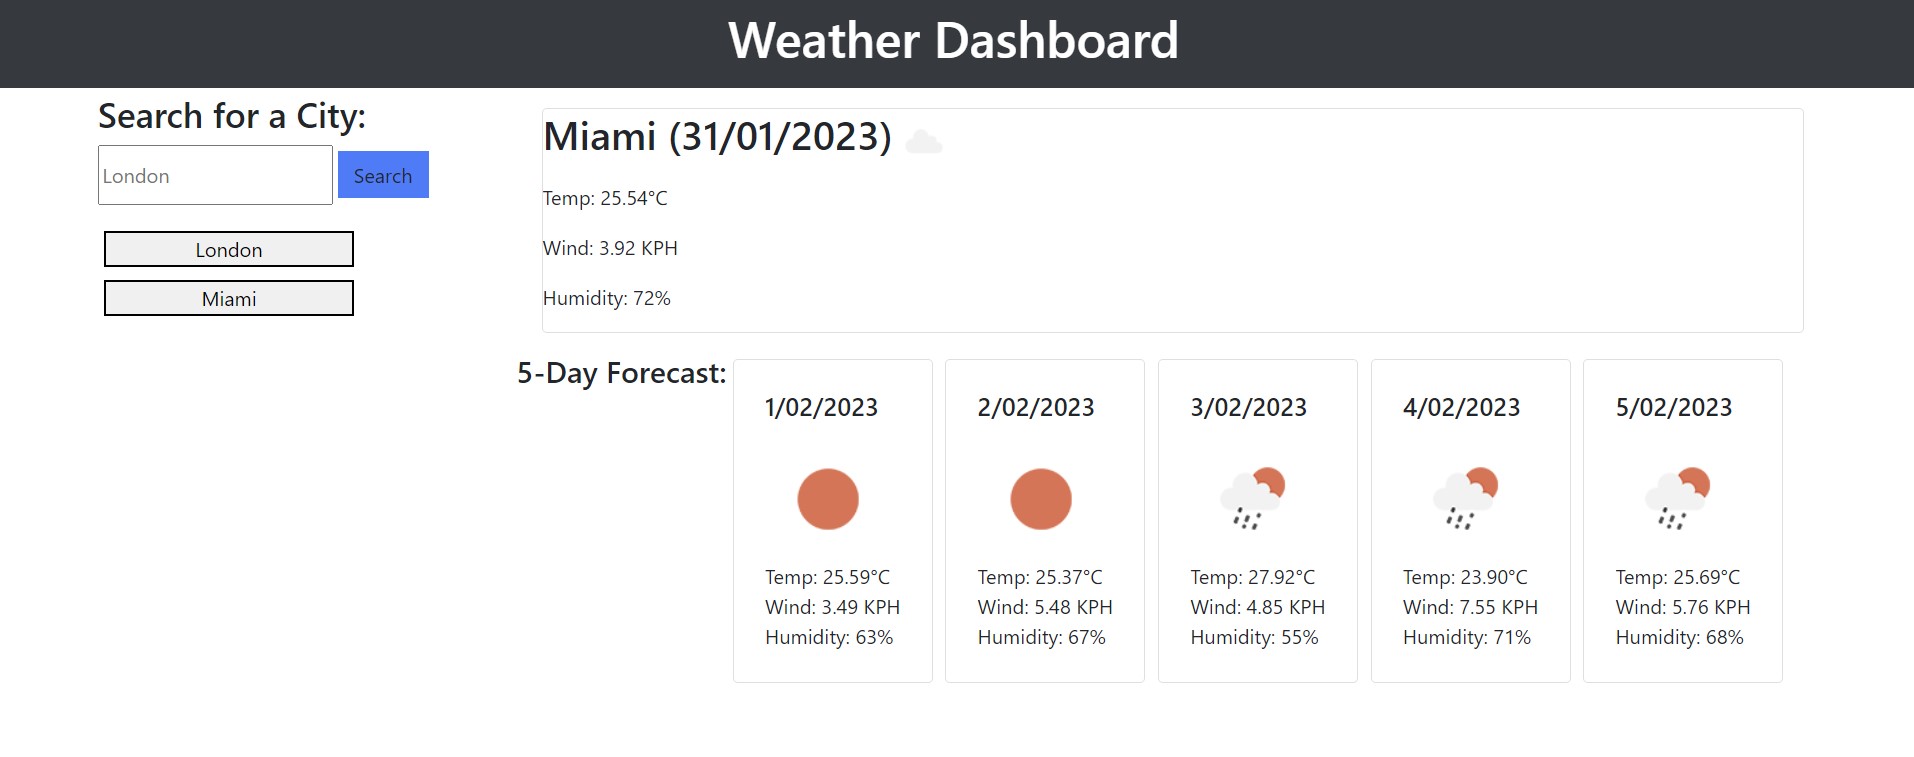 Weather Dashboard
Search for a City:
London
Search
London
Miami
Miami (31/01/2023)
Temp: 25.54°C
Wind: 3.92 KPH
Humidity: 72%
5-Day Forecast:
1/02/2023
Temp: 25.59°C
Wind: 3.49 KPH
Humidity: 63%
2/02/2023
Temp: 25.37°C
Wind: 5.48 KPH
Humidity: 67%
3/02/2023
Temp: 27.92°C
Wind: 4.85 KPH
Humidity: 55%
4/02/2023
Temp: 23.90°C
Wind: 7.55 KPH
Humidity: 71%
5/02/2023
Temp: 25.69°C
Wind: 5.76 KPH
Humidity: 68%